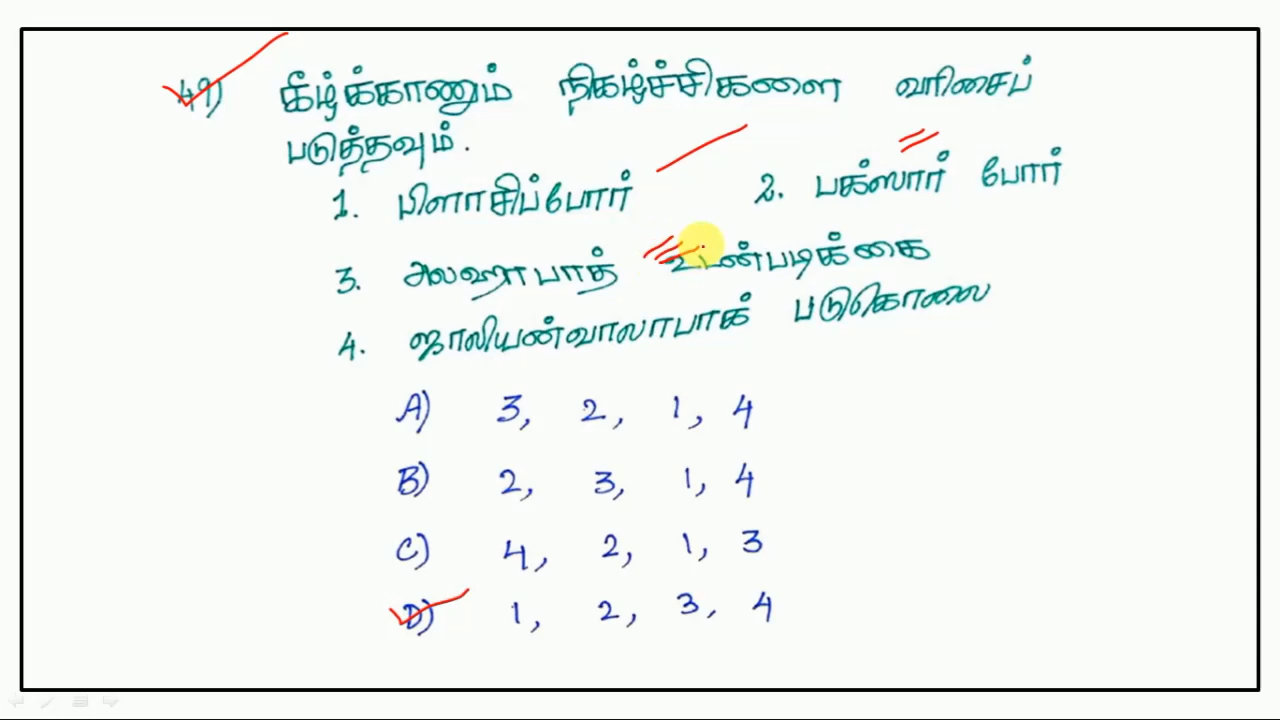 49) கீழ்க்காணும் நிகழ்ச்சிகளை வரிசைப்
படுத்தவும்.
1. பிளாசிப்போர் 2. பக்ஸார் போர்
3. அலஹாபாத் உடன்படிக்கை
4. ஜாலியன்வாலாபாக் படுகொலை
A) 3, 2, 1, 4
B) 2, 3, 1, 4
C) 4, 2, 1, 3
D) 1, 2, 3, 4